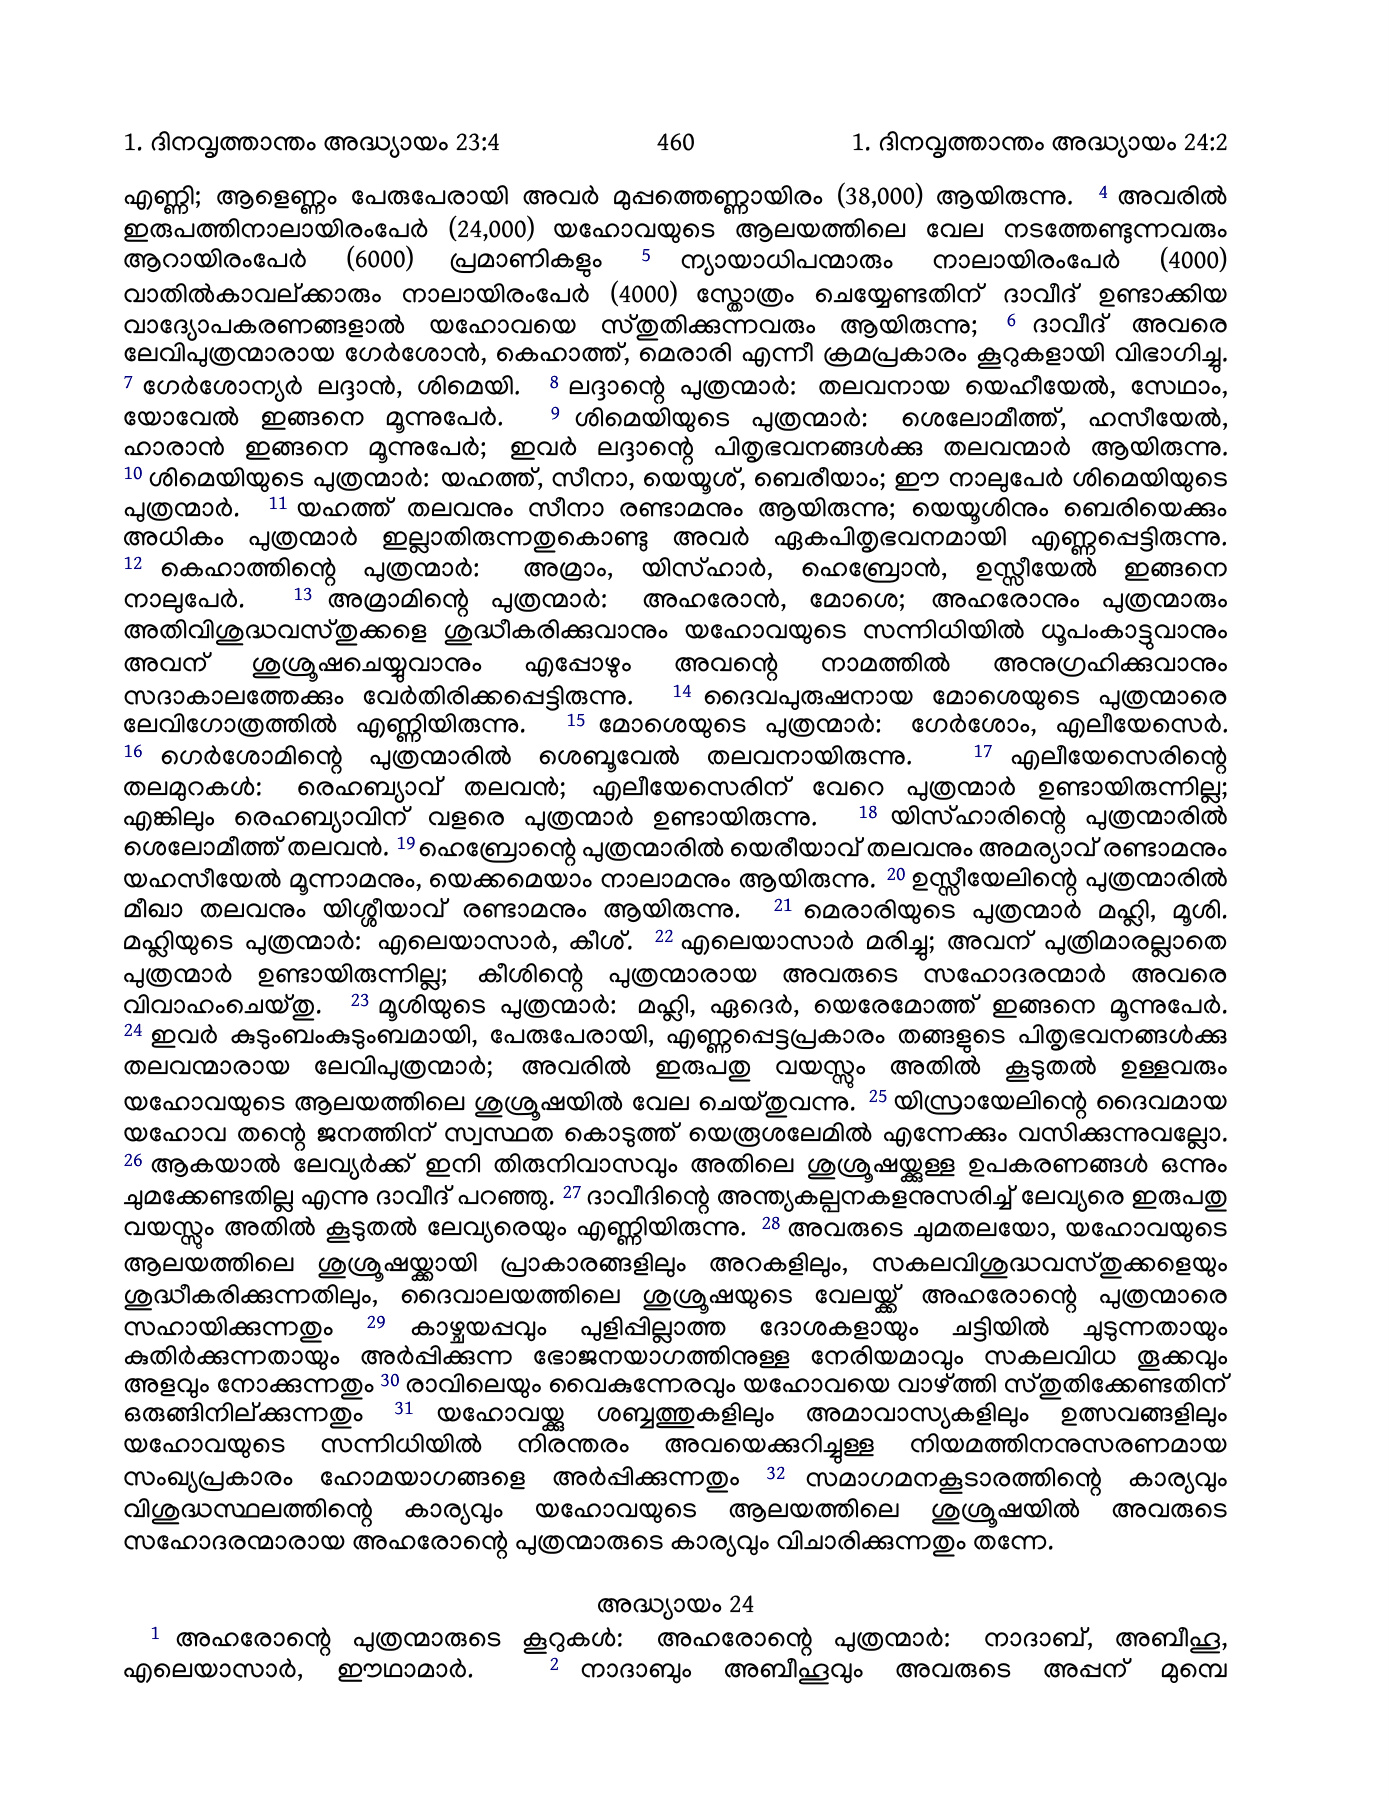 1. ദിനവൃത്താന്തം അദ്ധ്യായം 23:4 460 1. ദിനവൃത്താന്തം അദ്ധ്യായം 24:2
എണ്ണി; ആളെണ്ണം പേരുപേരായി അവർ മുപ്പത്തെണ്ണായിരം (38,000) ആയിരുന്നു. 4 അവരിൽ
ഇരുപത്തിനാലായിരംപേർ (24,000) യഹോവയുടെ ആലയത്തിലെ വേല നടത്തേണ്ടുന്നവരും
ആറായിരംപേർ (6000) പ്രമാണികളും 5 ന്യായാധിപന്മാരും നാലായിരംപേർ (4000)
വാതിൽകാവല്ക്കാരും നാലായിരംപേർ (4000) സ്തോത്രം ചെയ്യേണ്ടതിന് ദാവീദ് ഉണ്ടാക്കിയ
വാദ്യോപകരണങ്ങളാൽ യഹോവയെ സ്തുതിക്കുന്നവരും ആയിരുന്നു; 6 ദാവീദ് അവരെ
ലേവിപുത്രന്മാരായ ഗേർശോൻ, കെഹാത്ത്, മെരാരി എന്നീ ക്രമപ്രകാരം കൂറുകളായി വിഭാഗിച്ചു.
7 ഗേർശോന്യർ ലദ്ദാൻ, ശിമെയി. 8 ലദ്ദാന്റെ പുത്രന്മാർ: തലവനായ യെഹീയേൽ, സേഥാം,
യോവേൽ ഇങ്ങനെ മൂന്നുപേർ. 9 ശിമെയിയുടെ പുത്രന്മാർ: ശെലോമീത്ത്, ഹസീയേൽ,
ഹാരാൻ ഇങ്ങനെ മൂന്നുപേർ; ഇവർ ലദ്ദാന്റെ പിതൃഭവനങ്ങൾക്കു തലവന്മാർ ആയിരുന്നു.
10 ശിമെയിയുടെ പുത്രന്മാർ: യഹത്ത്, സീനാ, യെയൂശ്, ബെരീയാം; ഈ നാലുപേർ ശിമെയിയുടെ
പുത്രന്മാർ. 11 യഹത്ത് തലവനും സീനാ രണ്ടാമനും ആയിരുന്നു; യെയൂശിനും ബെരിയെക്കും
അധികം പുത്രന്മാർ ഇല്ലാതിരുന്നതുകൊണ്ടു അവർ ഏകപിതൃഭവനമായി എണ്ണപ്പെട്ടിരുന്നു.
12 കെഹാത്തിന്റെ പുത്രന്മാർ: അമ്രാം, യിസ്ഹാർ, ഹെബ്രോൻ, ഉസ്സീയേൽ ഇങ്ങനെ
നാലുപേർ. 13 അമ്രാമിന്റെ പുത്രന്മാർ: അഹരോൻ, മോശെ; അഹരോനും പുത്രന്മാരും
അതിവിശുദ്ധവസ്തുക്കളെ ശുദ്ധീകരിക്കുവാനും യഹോവയുടെ സന്നിധിയിൽ ധൂപംകാട്ടുവാനും
അവന് ശുശ്രൂഷചെയ്യുവാനും എപ്പോഴും അവന്റെ നാമത്തിൽ അനുഗ്രഹിക്കുവാനും
സദാകാലത്തേക്കും വേർതിരിക്കപ്പെട്ടിരുന്നു. 14 ദൈവപുരുഷനായ മോശെയുടെ പുത്രന്മാരെ
ലേവിഗോത്രത്തിൽ എണ്ണിയിരുന്നു. 15 മോശെയുടെ പുത്രന്മാർ: ഗേർശോം, എലീയേസെർ.
16 ഗെർശോമിന്റെ പുത്രന്മാരിൽ ശെബൂവേൽ തലവനായിരുന്നു. 17 എലീയേസെരിന്റെ
തലമുറകൾ: രെഹബ്യാവ് തലവൻ; എലീയേസെരിന് വേറെ പുത്രന്മാർ ഉണ്ടായിരുന്നില്ല;
എങ്കിലും രെഹബ്യാവിന് വളരെ പുത്രന്മാർ ഉണ്ടായിരുന്നു. 18 യിസ്ഹാരിന്റെ പുത്രന്മാരിൽ
ശെലോമീത്ത് തലവൻ. 19 ഹെബ്രോന്റെ പുത്രന്മാരിൽ യെരീയാവ് തലവനും അമര്യാവ് രണ്ടാമനും
യഹസീയേൽ മൂന്നാമനും, യെക്കമെയാം നാലാമനും ആയിരുന്നു. 20 ഉസ്സീയേലിന്റെ പുത്രന്മാരിൽ
മീഖാ തലവനും യിശ്ശീയാവ് രണ്ടാമനും ആയിരുന്നു. 21 മെരാരിയുടെ പുത്രന്മാർ മഹ്ലി, മൂശി.
മഹ്ലിയുടെ പുത്രന്മാർ: എലെയാസാർ, കീശ്. 22 എലെയാസാർ മരിച്ചു; അവന് പുത്രിമാരല്ലാതെ
പുത്രന്മാർ ഉണ്ടായിരുന്നില്ല; കീശിന്റെ പുത്രന്മാരായ അവരുടെ സഹോദരന്മാർ അവരെ
വിവാഹംചെയ്തു. 23 മൂശിയുടെ പുത്രന്മാർ: മഹ്ലി, ഏദെർ, യെരേമോത്ത് ഇങ്ങനെ മൂന്നുപേർ.
24 ഇവർ കുടുംബംകുടുംബമായി, പേരുപേരായി, എണ്ണപ്പെട്ടപ്രകാരം തങ്ങളുടെ പിതൃഭവനങ്ങൾക്കു
തലവന്മാരായ ലേവിപുത്രന്മാർ; അവരിൽ ഇരുപതു വയസ്സും അതിൽ കൂടുതൽ ഉള്ളവരും
യഹോവയുടെ ആലയത്തിലെ ശുശ്രൂഷയിൽ വേല ചെയ്തുവന്നു. 25 യിസ്രായേലിന്റെ ദൈവമായ
യഹോവ തന്റെ ജനത്തിന് സ്വസ്ഥത കൊടുത്ത് യെരൂശലേമിൽ എന്നേക്കും വസിക്കുന്നുവല്ലോ.
26 ആകയാൽ ലേവ്യർക്ക് ഇനി തിരുനിവാസവും അതിലെ ശുശ്രൂഷയ്ക്കുള്ള ഉപകരണങ്ങൾ ഒന്നും
ചുമക്കേണ്ടതില്ല എന്നു ദാവീദ് പറഞ്ഞു. 27 ദാവീദിന്റെ അന്ത്യകല്പനകളനുസരിച്ച് ലേവ്യരെ ഇരുപതു
വയസ്സും അതിൽ കൂടുതൽ ലേവ്യരെയും എണ്ണിയിരുന്നു. 28 അവരുടെ ചുമതലയോ, യഹോവയുടെ
ആലയത്തിലെ ശുശ്രൂഷയ്ക്കായി പ്രാകാരങ്ങളിലും അറകളിലും, സകലവിശുദ്ധവസ്തുക്കളെയും
ശുദ്ധീകരിക്കുന്നതിലും, ദൈവാലയത്തിലെ ശുശ്രൂഷയുടെ വേലയ്ക്ക് അഹരോന്റെ പുത്രന്മാരെ
സഹായിക്കുന്നതും 29 കാഴ്ചയപ്പവും പുളിപ്പില്ലാത്ത ദോശകളായും ചട്ടിയിൽ ചുടുന്നതായും
കുതിർക്കുന്നതായും അർപ്പിക്കുന്ന ഭോജനയാഗത്തിനുള്ള നേരിയമാവും സകലവിധ തൂക്കവും
അളവും നോക്കുന്നതും 30 രാവിലെയും വൈകുന്നേരവും യഹോവയെ വാഴ്ത്തി സ്തുതിക്കേണ്ടതിന്
ഒരുങ്ങിനില്ക്കുന്നതും 31 യഹോവയ്ക്കു ശബ്ബത്തുകളിലും അമാവാസ്യകളിലും ഉത്സവങ്ങളിലും
യഹോവയുടെ സന്നിധിയിൽ നിരന്തരം അവയെക്കുറിച്ചുള്ള നിയമത്തിനനുസരണമായ
സംഖ്യപ്രകാരം ഹോമയാഗങ്ങളെ അർപ്പിക്കുന്നതും 32 സമാഗമനകൂടാരത്തിന്റെ കാര്യവും
വിശുദ്ധസ്ഥലത്തിന്റെ കാര്യവും യഹോവയുടെ ആലയത്തിലെ ശുശ്രൂഷയിൽ അവരുടെ
സഹോദരന്മാരായ അഹരോന്റെ പുത്രന്മാരുടെ കാര്യവും വിചാരിക്കുന്നതും തന്നേ.
അദ്ധ്യായം 24
1 അഹരോന്റെ പുത്രന്മാരുടെ കൂറുകൾ: അഹരോന്റെ പുത്രന്മാർ: നാദാബ്, അബീഹൂ,
എലെയാസാർ, ഈഥാമാർ. 2 നാദാബും അബീഹൂവും അവരുടെ അപ്പന് മുമ്പെ